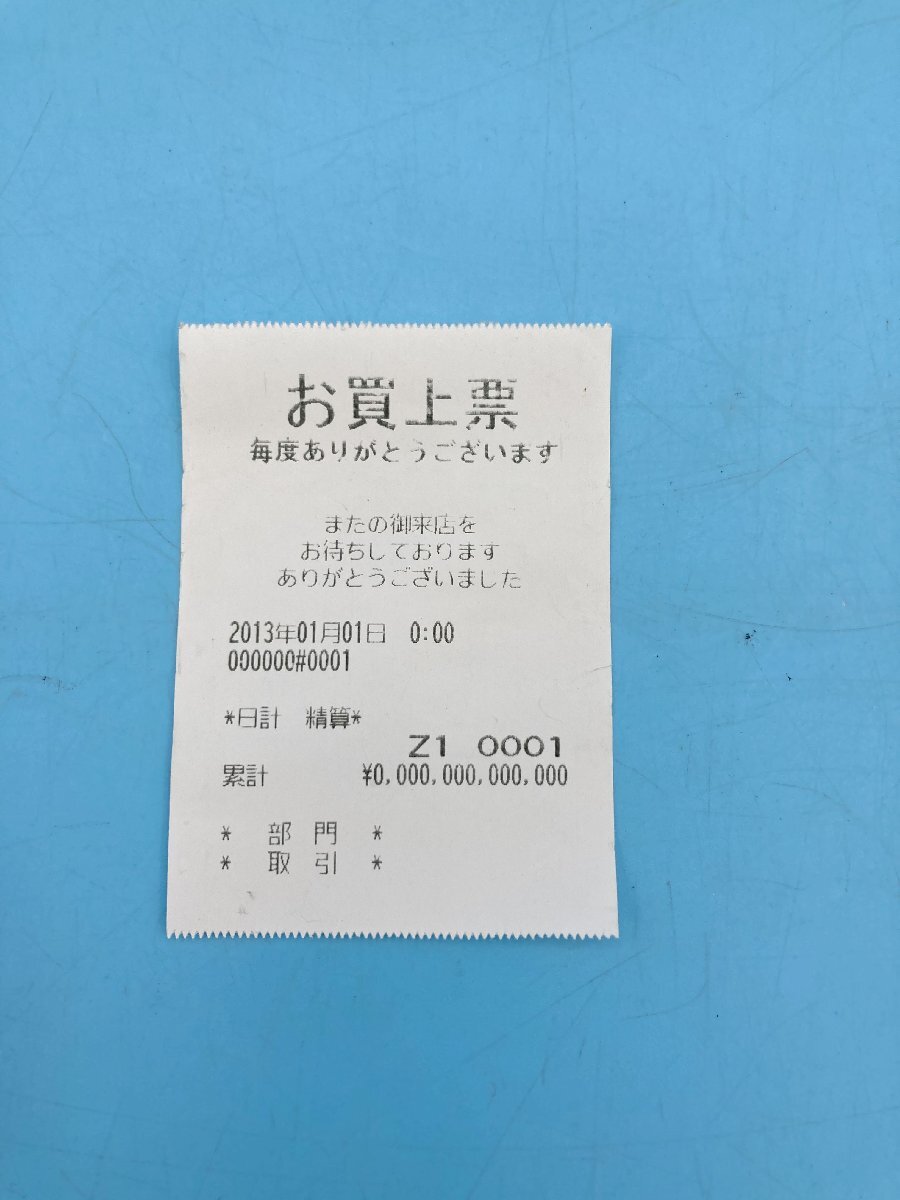 お買上票
毎度ありがとうございます
またの御来店を
お待ちしております
ありがとうございました
2013年01月01日 0:00
000000#0001
*日計 精算*
Z1 0001
累計 ¥0,000,000,000,000
* 部 門 *
* 取 引 *